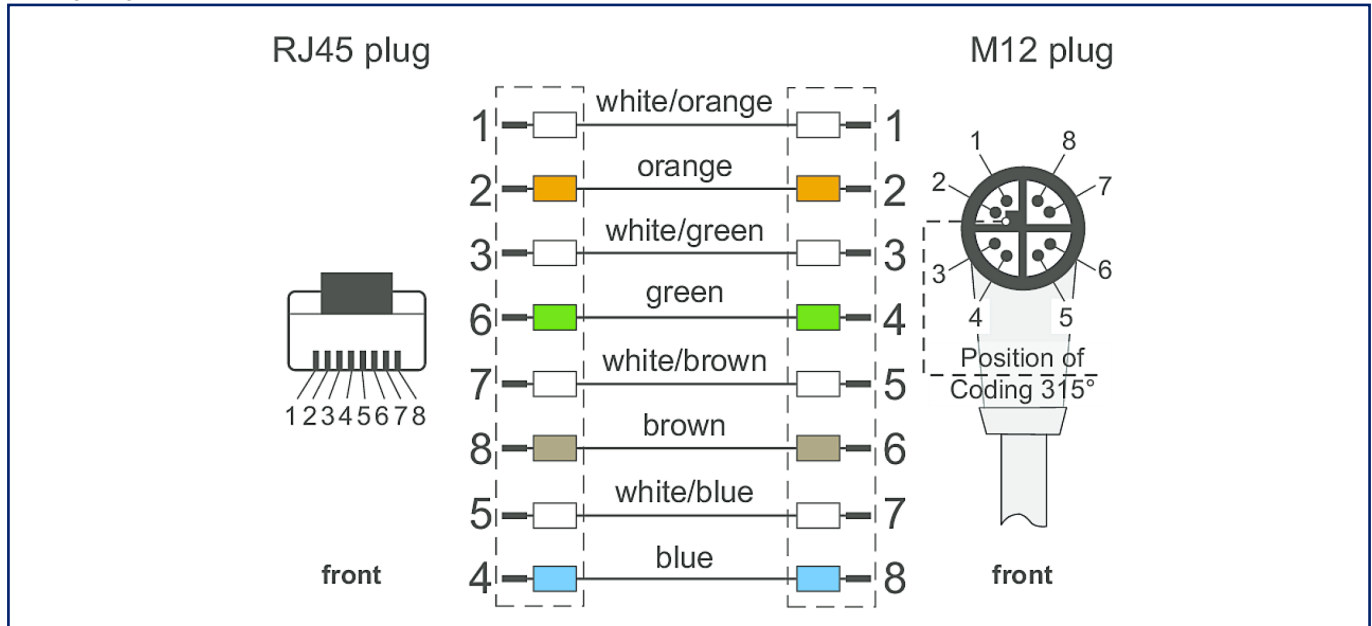 RJ45 plug
M12 plug
1 white/orange 1
2 orange 2
3 white/green 3
6 green 4
7 white/brown 5
8 brown 6
5 white/blue 7
4 blue 8
12345678
front
1 8
2 7
3 6
4 5
Position of
Coding 315°
front